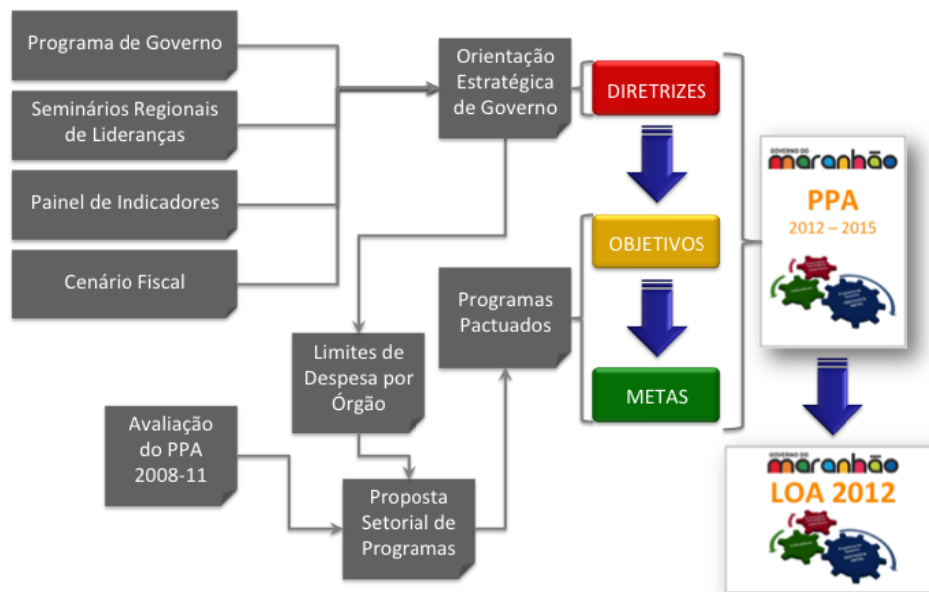 Programa de Governo
Seminários Regionais
de Lideranças
Painel de Indicadores
Cenário Fiscal
Orientação
Estratégica
de Governo
DIRETRIZES
OBJETIVOS
METAS
Programas
Pactuados
Limites de
Despesa por
Órgão
Avaliação
do PPA
2008-11
Proposta
Setorial de
Programas
GOVERNO DO
maranhão
PPA
2012 – 2015
GOVERNO DO
maranhão
LOA 2012